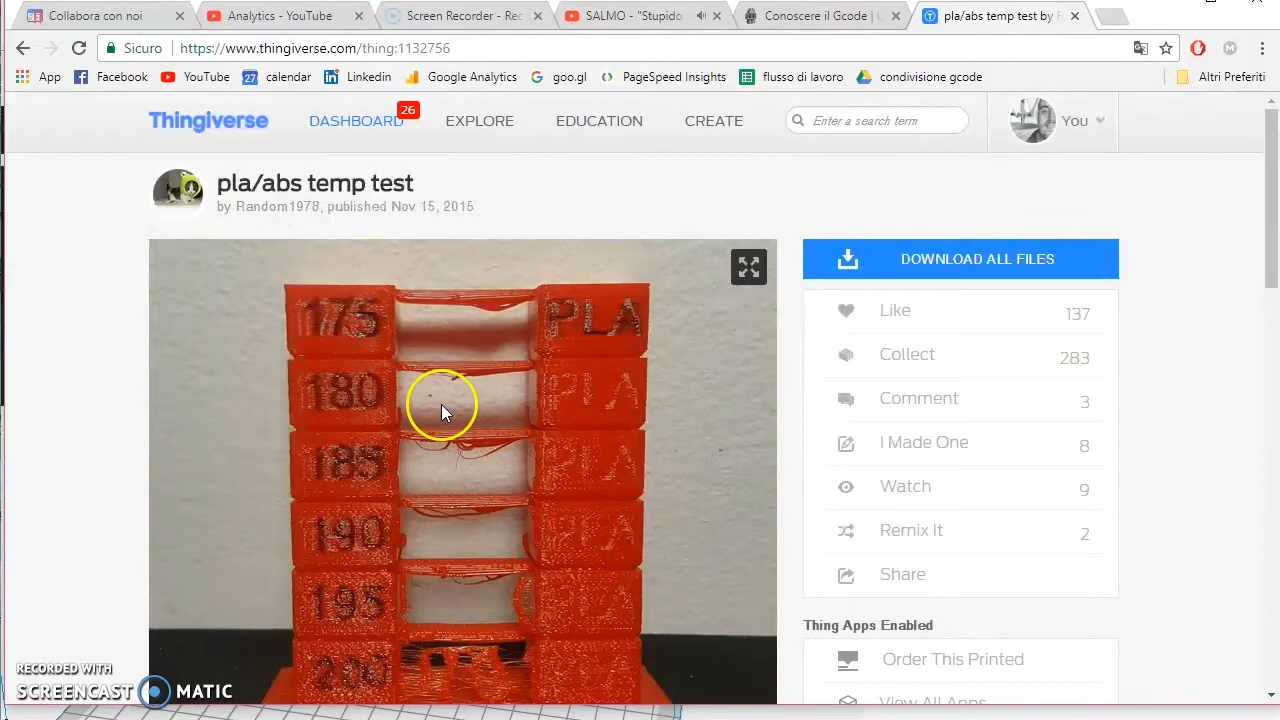 Collabora con noi
Analytics - YouTube
Screen Recorder - Rec
SALMO - Stupido
Conoscere il Gcode | U
pla/abs temp test by
Sicuro
https://www.thingiverse.com/thing:1132756
App
Facebook
YouTube
27
calendar
Linkedin
Google Analytics
goo.gl
PageSpeed Insights
flusso di lavoro
condivisione gcode
Altri Preferiti
Thingiverse
DASHBOARD
26
EXPLORE
EDUCATION
CREATE
Enter a search term
You
pla/abs temp test
by Random1978, published Nov 15, 2015
175 PLA
180 PLA
185 PLA
190 PLA
195 PLA
200
DOWNLOAD ALL FILES
Like 137
Collect 283
Comment 3
I Made One 8
Watch 9
Remix It 2
Share
Thing Apps Enabled
Order This Printed
View All Apps
RECORDED WITH
SCREENCAST MATIC